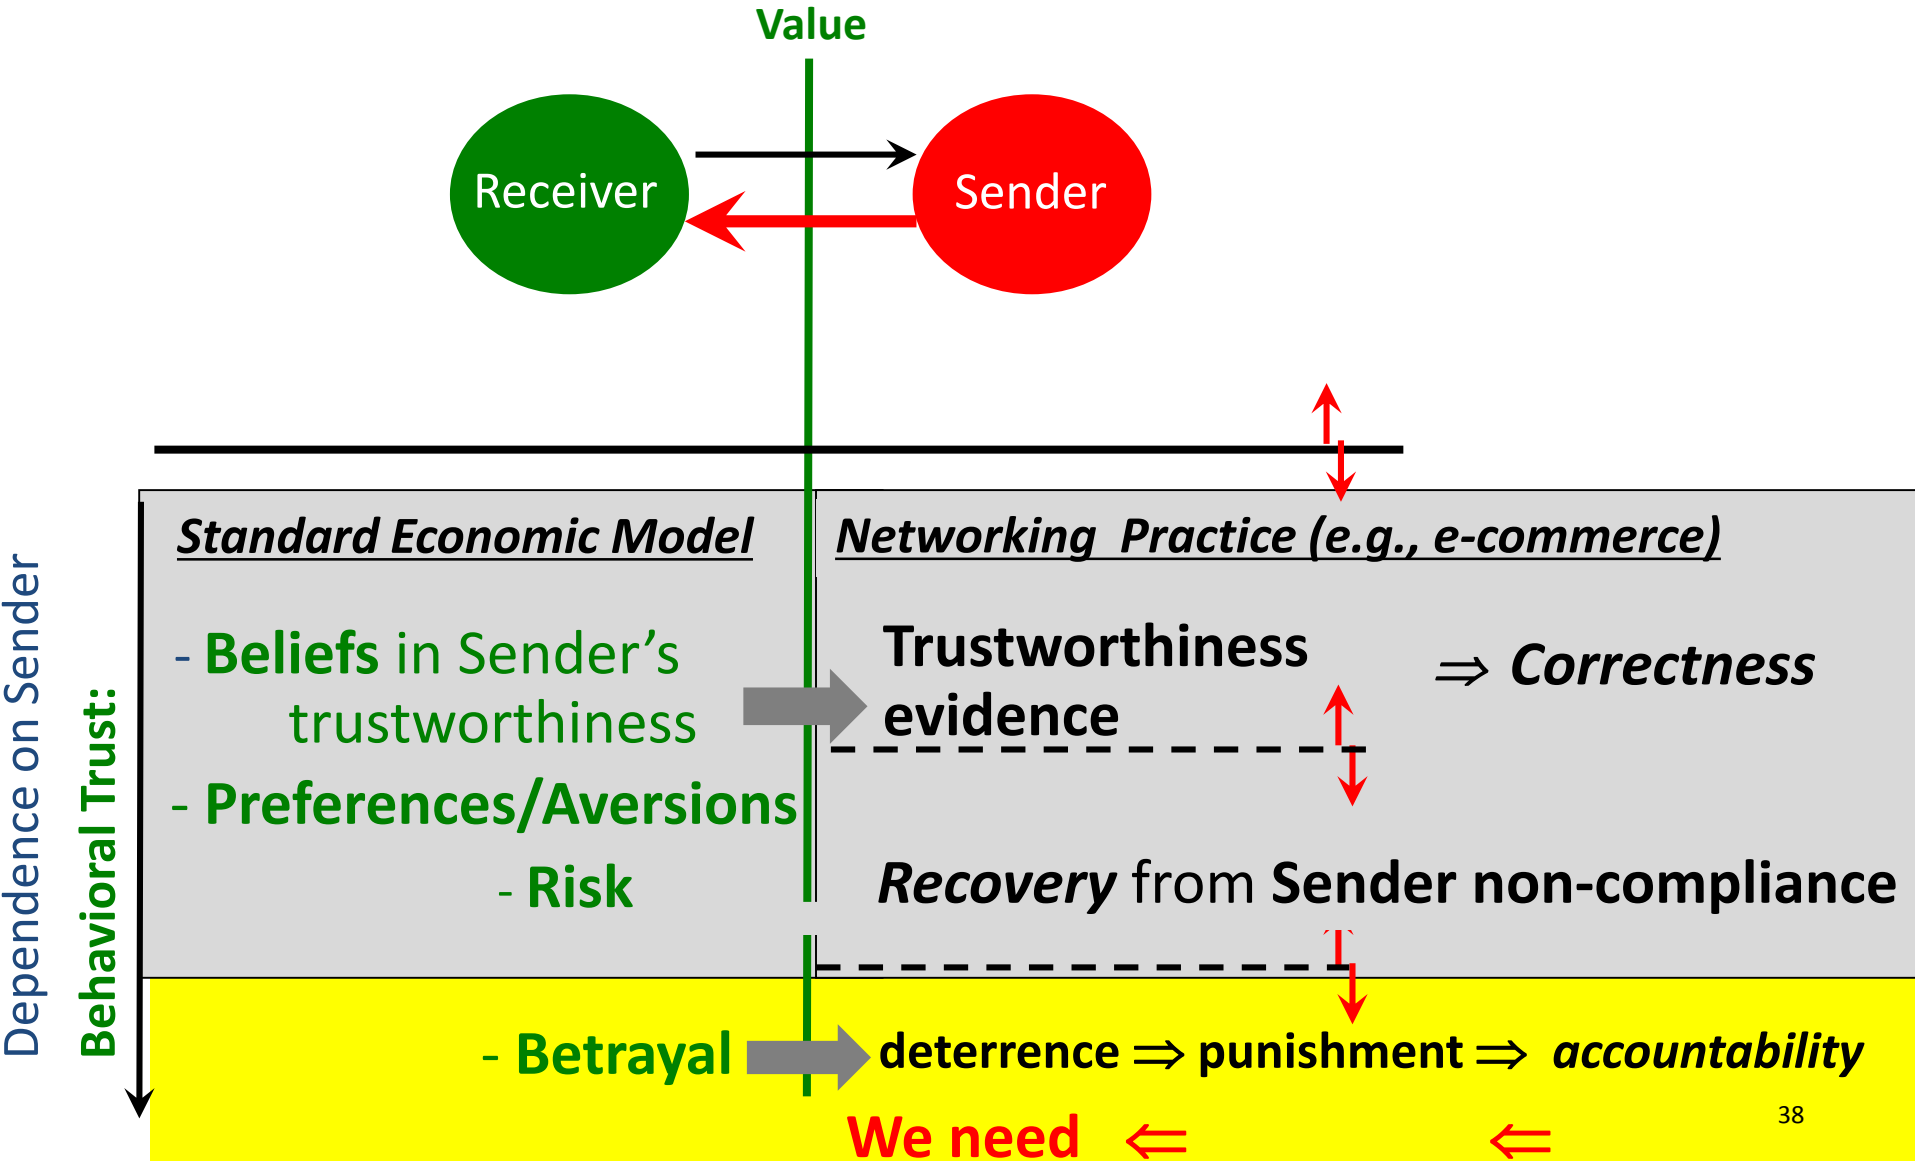 Value
Receiver
Sender
Dependence on Sender
Behavioral Trust:
Standard Economic Model
Networking Practice (e.g., e-commerce)
- Beliefs in Sender’s
trustworthiness
Trustworthiness
evidence
⇒ Correctness
- Preferences/Aversions
- Risk
Recovery from Sender non-compliance
- Betrayal
deterrence ⇒ punishment ⇒ accountability
We need ⇐ ⇐
38